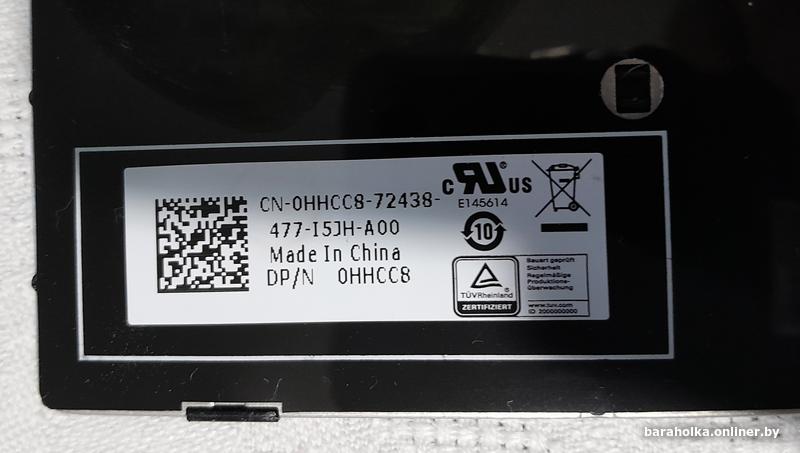 CN-0HHCC8-72438-
477-I5JH-A00
Made In China
DP/N 0HHCC8
c RU® US
E145614
10
TÜVRheinland®
ZERTIFIZIERT
Bauart geprüft
Sicherheit
Regelmäßige
Produktions-
überwachung
www.tuv.com
ID 2000000000
baraholka.onliner.by